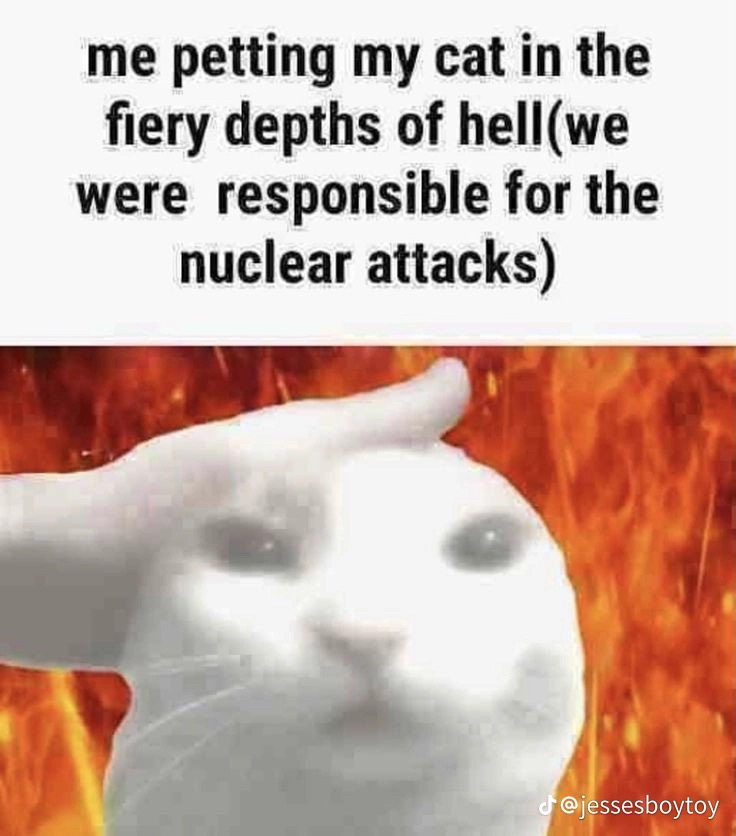 me petting my cat in the
fiery depths of hell(we
were responsible for the
nuclear attacks)
@jessesboytoy